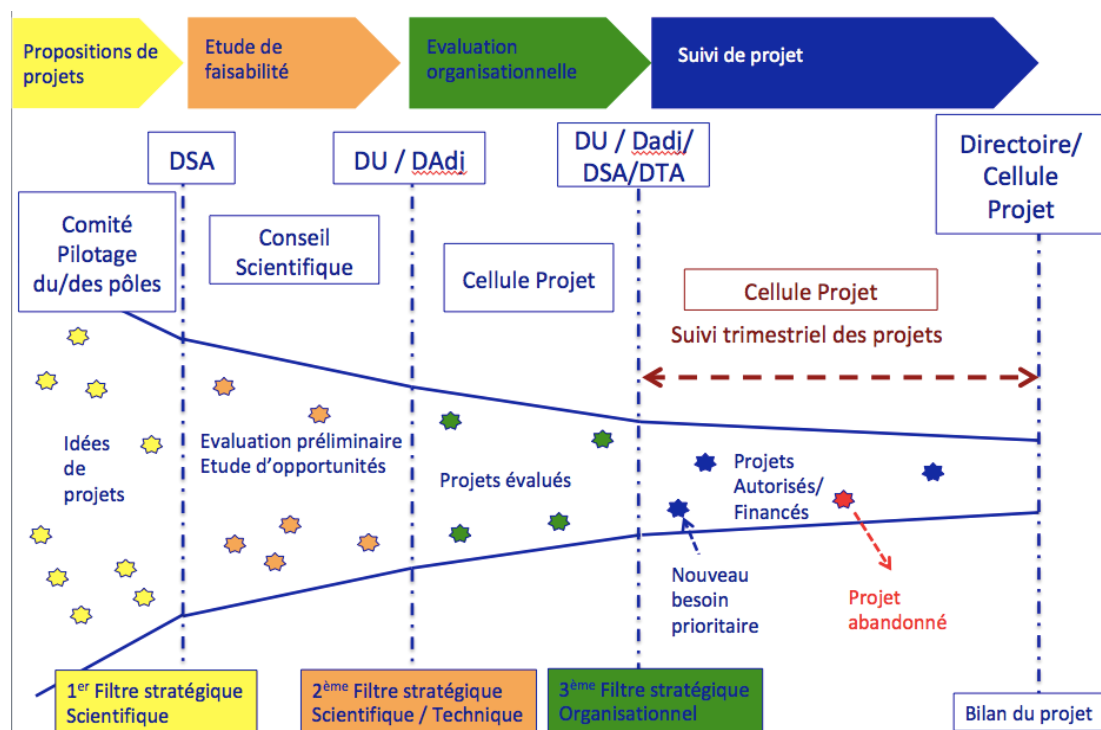 Propositions de
projets
Etude de
faisabilité
Evaluation
organisationnelle
Suivi de projet
DSA
DU / DAdj
DU / Dadj/
DSA/DTA
Directoire/
Cellule
Projet
Comité
Pilotage
du/des pôles
Conseil
Scientifique
Cellule Projet
Cellule Projet
Suivi trimestriel des projets
Idées
de
projets
Evaluation préliminaire
Etude d'opportunités
Projets évalués
Projets
Autorisés/
Financés
Nouveau
besoin
prioritaire
Projet
abandonné
1er Filtre stratégique
Scientifique
2ème Filtre stratégique
Scientifique / Technique
3ème Filtre stratégique
Organisationnel
Bilan du projet